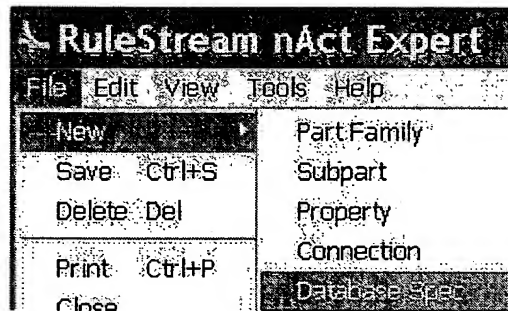 RuleStream nAct Expert
File Edit View Tools Help
New
Save Ctrl+S
Delete Del
Print Ctrl+P
Close
Part Family
Subpart
Property
Connection
Database Spec